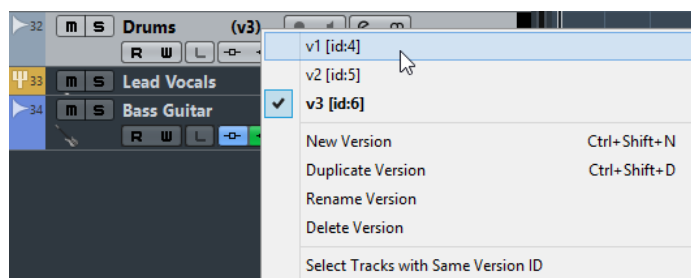 32 m S Drums (v3) e
R W L
33 m S Lead Vocals
34 m S Bass Guitar
R W L
v1 [id:4]
v2 [id:5]
v3 [id:6]
New Version Ctrl+Shift+N
Duplicate Version Ctrl+Shift+D
Rename Version
Delete Version
Select Tracks with Same Version ID